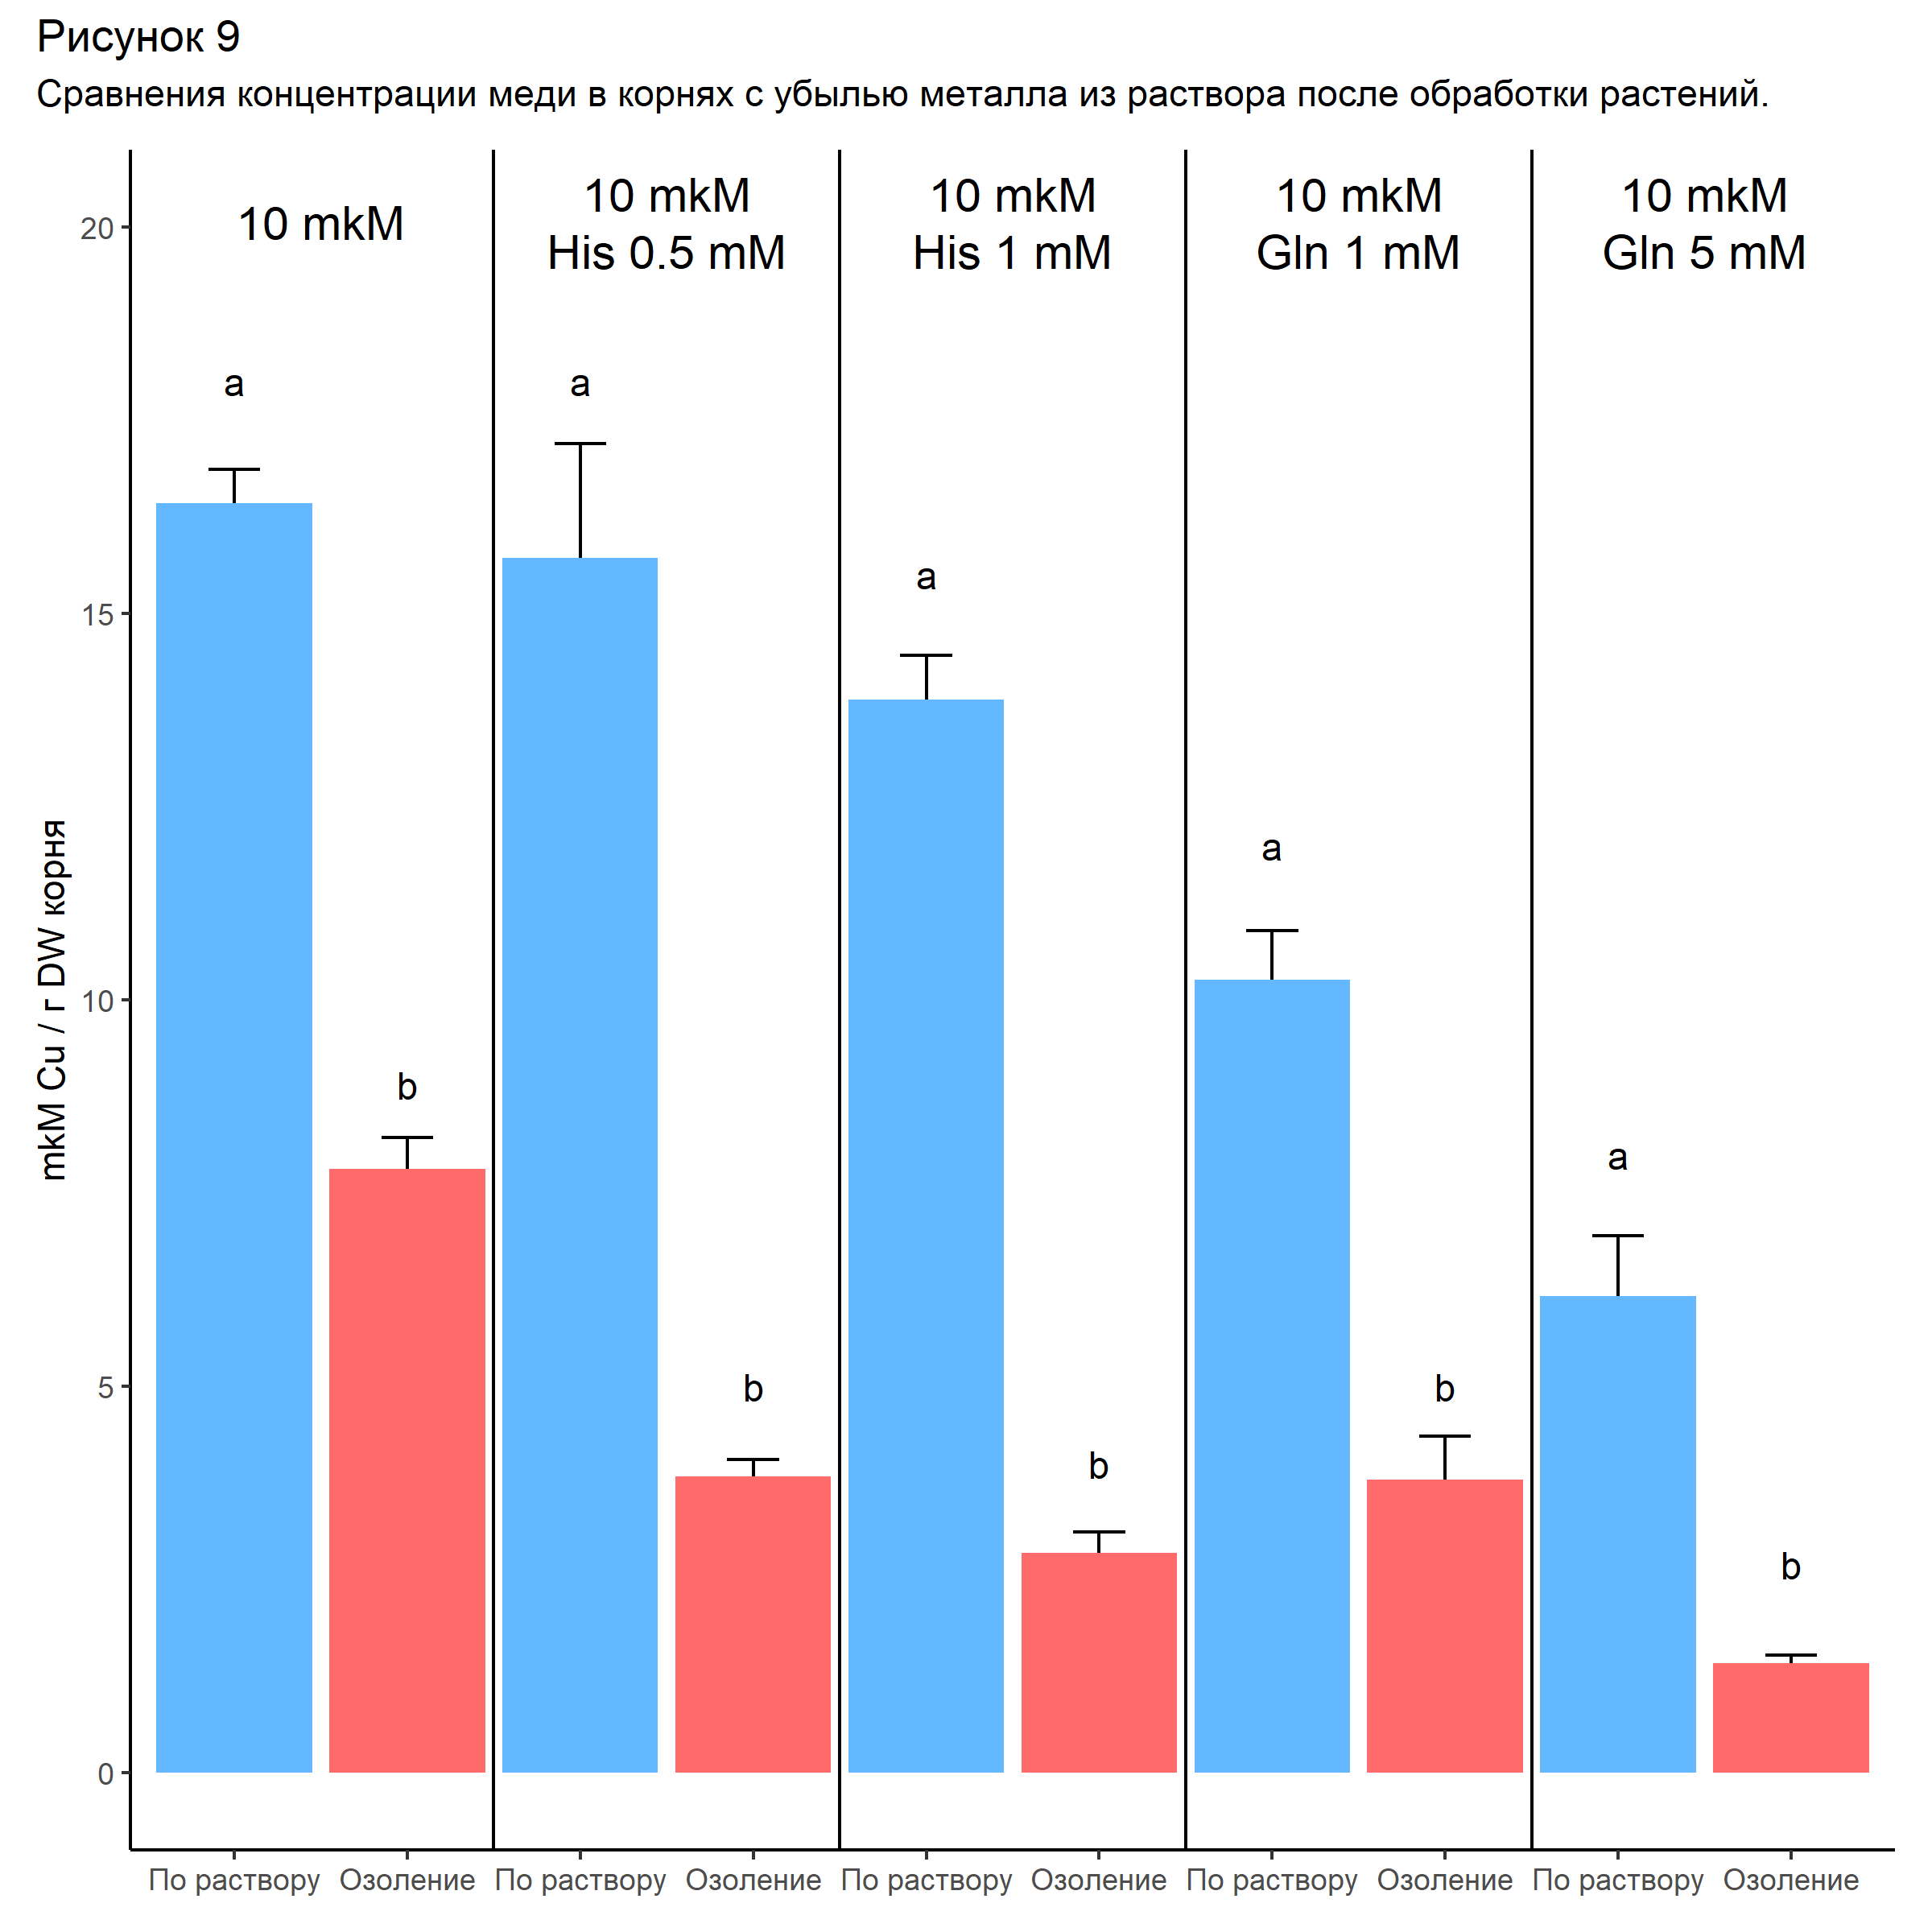 Рисунок 9
Сравнения концентрации меди в корнях с убылью металла из раствора после обработки растений.
10 mkM
10 mkM
His 0.5 mM
10 mkM
His 1 mM
10 mkM
Gln 1 mM
10 mkM
Gln 5 mM
20
15
10
5
0
mkM Cu / г DW корня
a
b
a
b
a
b
a
b
a
b
По раствору
Озоление
По раствору
Озоление
По раствору
Озоление
По раствору
Озоление
По раствору
Озоление